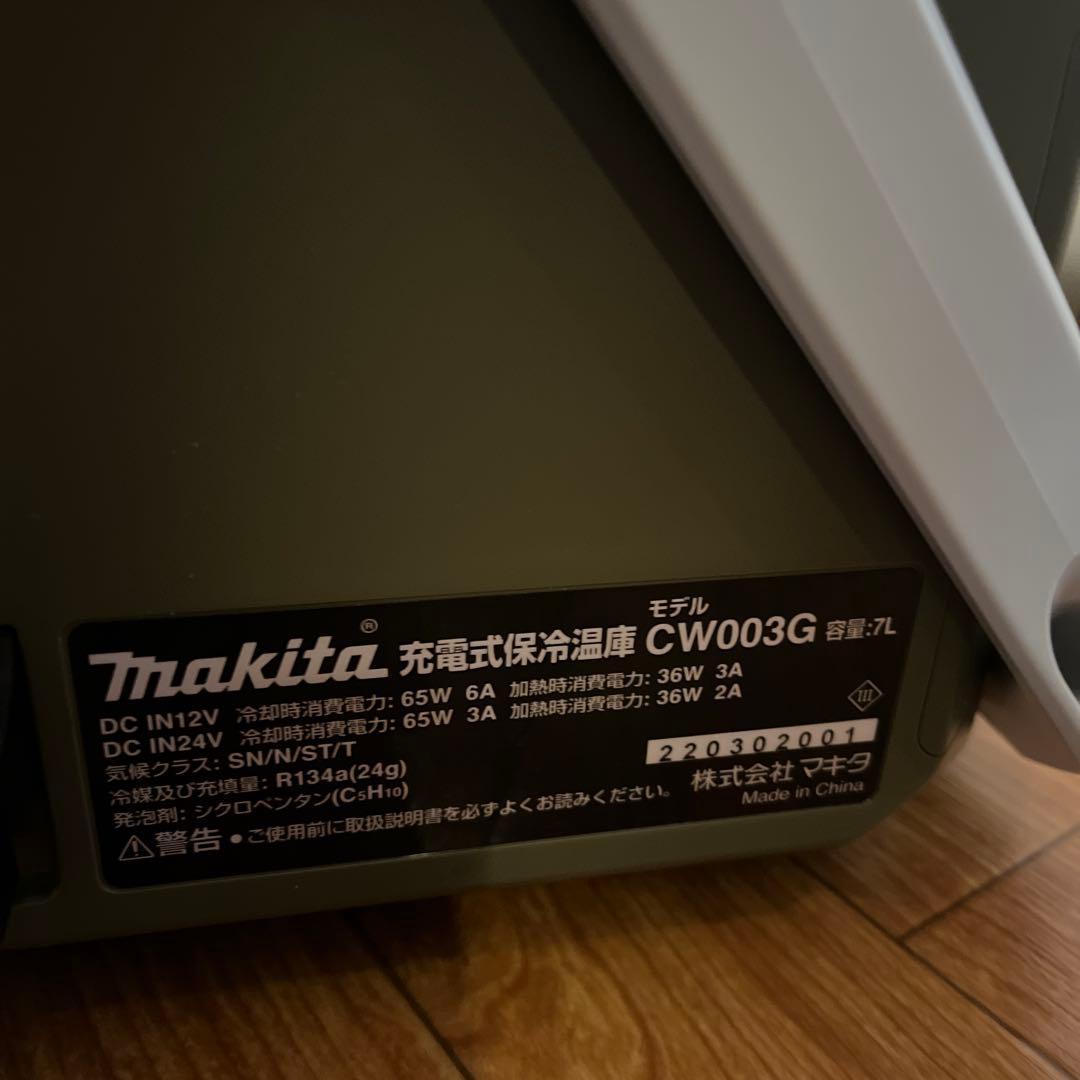 makita® 充電式保冷温庫 モデル CW003G 容量:7L
DC IN12V 冷却時消費電力: 65W 6A 加熱時消費電力: 36W 3A
DC IN24V 冷却時消費電力: 65W 3A 加熱時消費電力: 36W 2A
気候クラス: SN/N/ST/T
冷媒及び充填量: R134a(24g)
発泡剤: シクロペンタン(C₅H₁₀)
⚠警告 ●ご使用前に取扱説明書を必ずよくお読みください。
III
220302001
株式会社 マキタ
Made in China